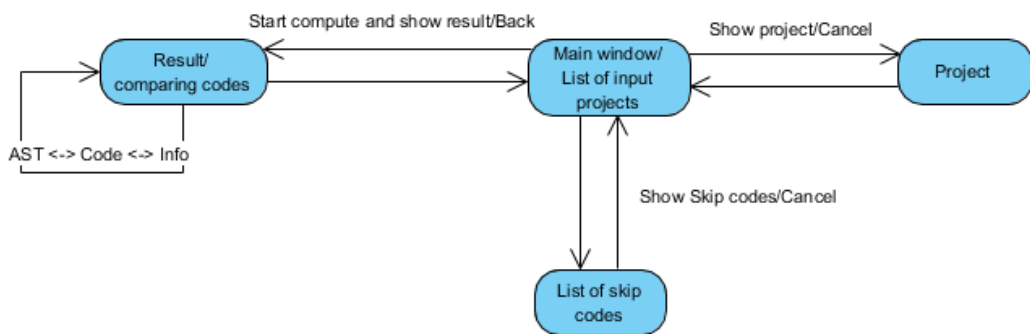 Start compute and show result/Back
Show project/Cancel
Result/
comparing codes
Main window/
List of input
projects
Project
AST <-> Code <-> Info
Show Skip codes/Cancel
List of skip
codes